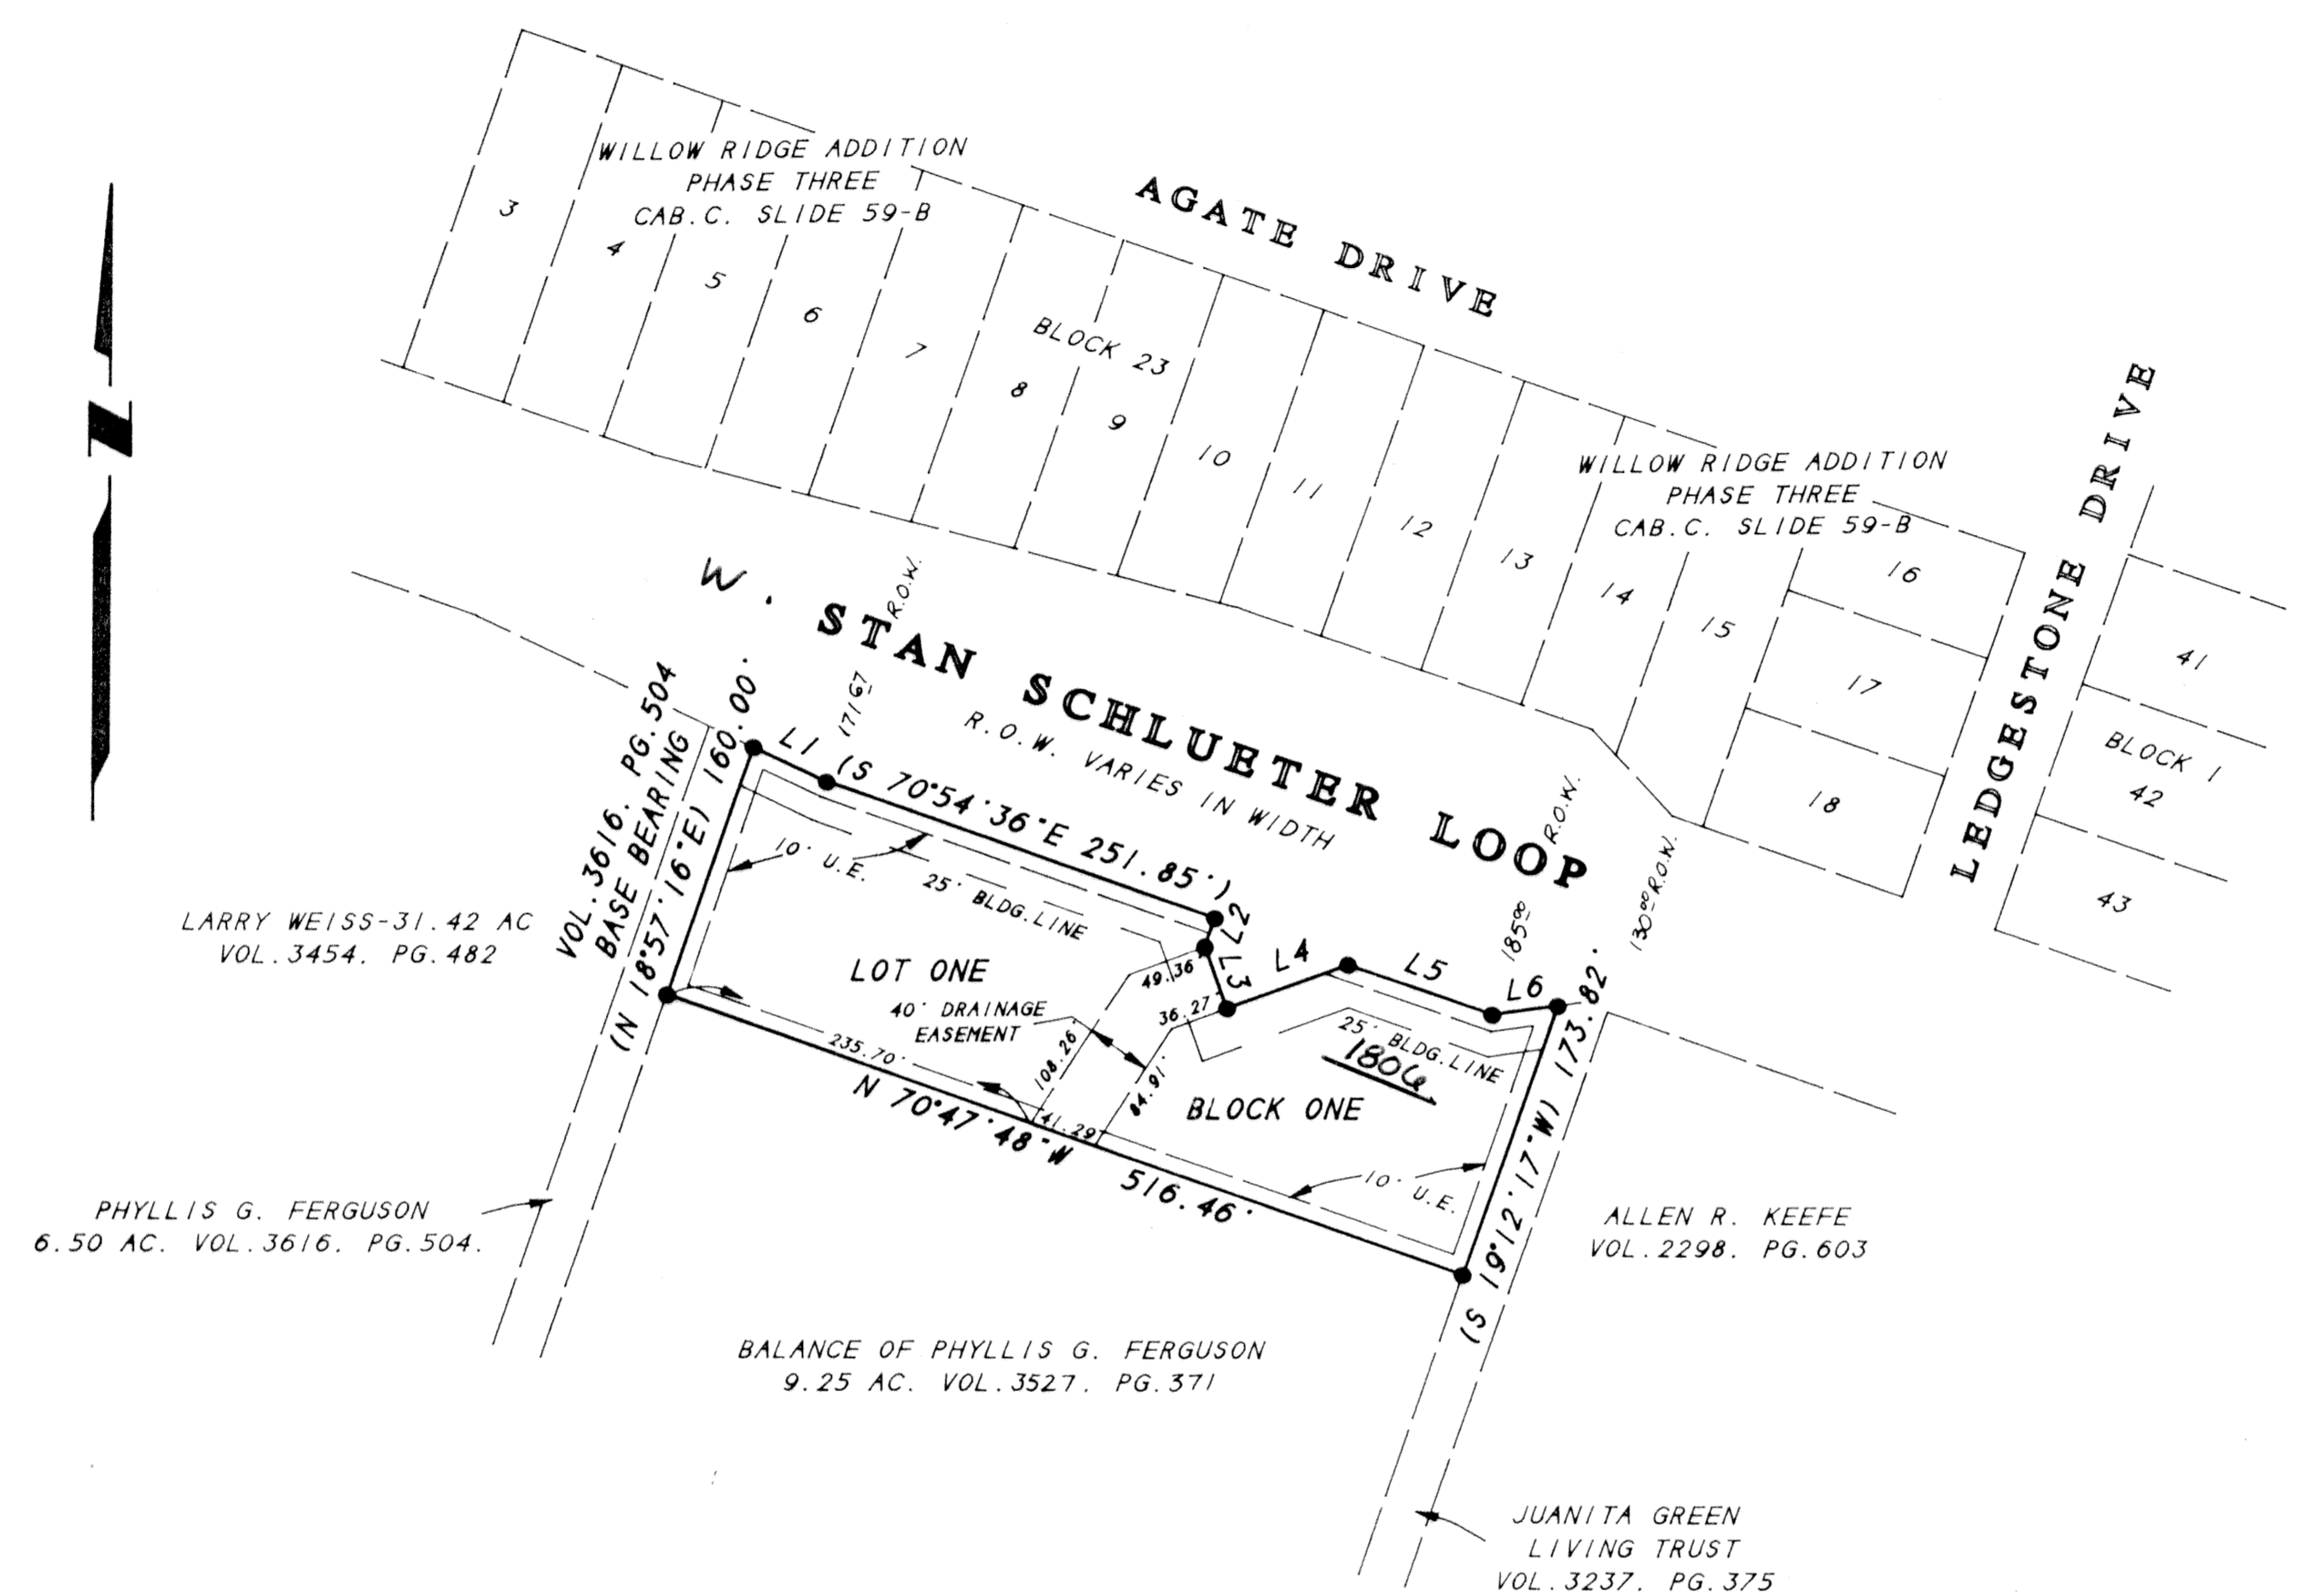 WILLOW RIDGE ADDITION
PHASE THREE
CAB.C. SLIDE 59-B
AGATE DRIVE
3
4
5
6
7
BLOCK 23
8
9
10
11
12
13
14
15
WILLOW RIDGE ADDITION
PHASE THREE
CAB.C. SLIDE 59-B
16
17
18
LEDGESTONE DRIVE
41
BLOCK 1
42
43
N
W. STAN SCHLUETER LOOP
R.O.W. VARIES IN WIDTH
171.67 R.O.W.
185.00 R.O.W.
130.00 R.O.W.
VOL.3616. PG.504
BASE BEARING
(N 18°57'16"E) 160.00'
L1
(S 70°54'36"E 251.85')
L2
L3
L4
L5
L6
10' U.E.
25' BLDG.LINE
LARRY WEISS-31.42 AC
VOL.3454. PG.482
LOT ONE
40' DRAINAGE
EASEMENT
49.36'
36.27'
108.26'
84.91'
235.70'
41.29'
25' BLDG.LINE
1806
BLOCK ONE
N 70°47'48"W 516.46'
10' U.E.
(S 19°12'17"W) 173.82'
PHYLLIS G. FERGUSON
6.50 AC. VOL.3616. PG.504.
ALLEN R. KEEFE
VOL.2298. PG.603
BALANCE OF PHYLLIS G. FERGUSON
9.25 AC. VOL.3527. PG.371
JUANITA GREEN
LIVING TRUST
VOL.3237. PG.375